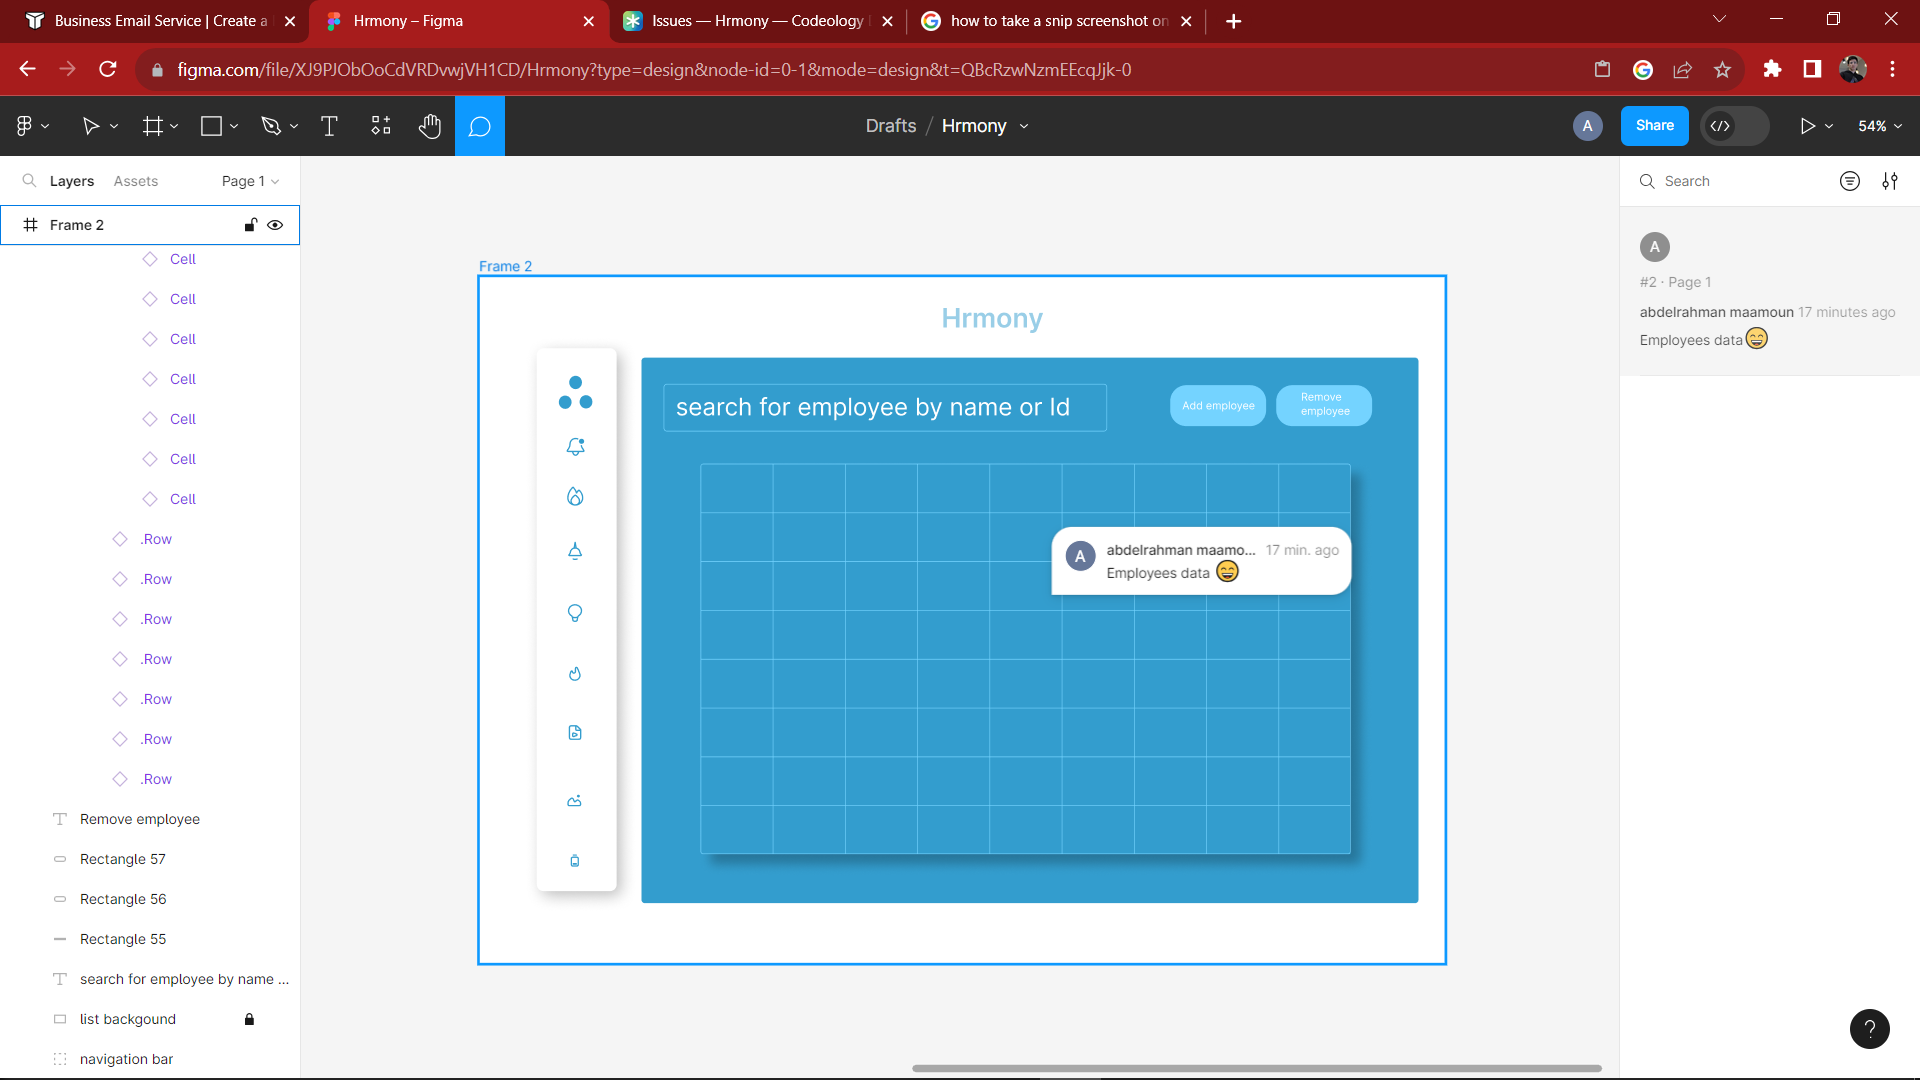 Business Email Service | Create a
Hrmony – Figma
Issues — Hrmony — Codeology
how to take a snip screenshot on
figma.com/file/XJ9PJObOoCdVRDvwjVH1CD/Hrmony?type=design&node-id=0-1&mode=design&t=QBcRzwNzmEEcqJjk-0
Drafts / Hrmony
A
Share
54%
Layers
Assets
Page 1
Search
Frame 2
Cell
Cell
Cell
Cell
Cell
Cell
Cell
.Row
.Row
.Row
.Row
.Row
.Row
.Row
Remove employee
Rectangle 57
Rectangle 56
Rectangle 55
search for employee by name ...
list backgound
navigation bar
Frame 2
Hrmony
search for employee by name or Id
Add employee
Remove
employee
A
abdelrahman maamo... 17 min. ago
Employees data
A
#2 · Page 1
abdelrahman maamoun 17 minutes ago
Employees data
?